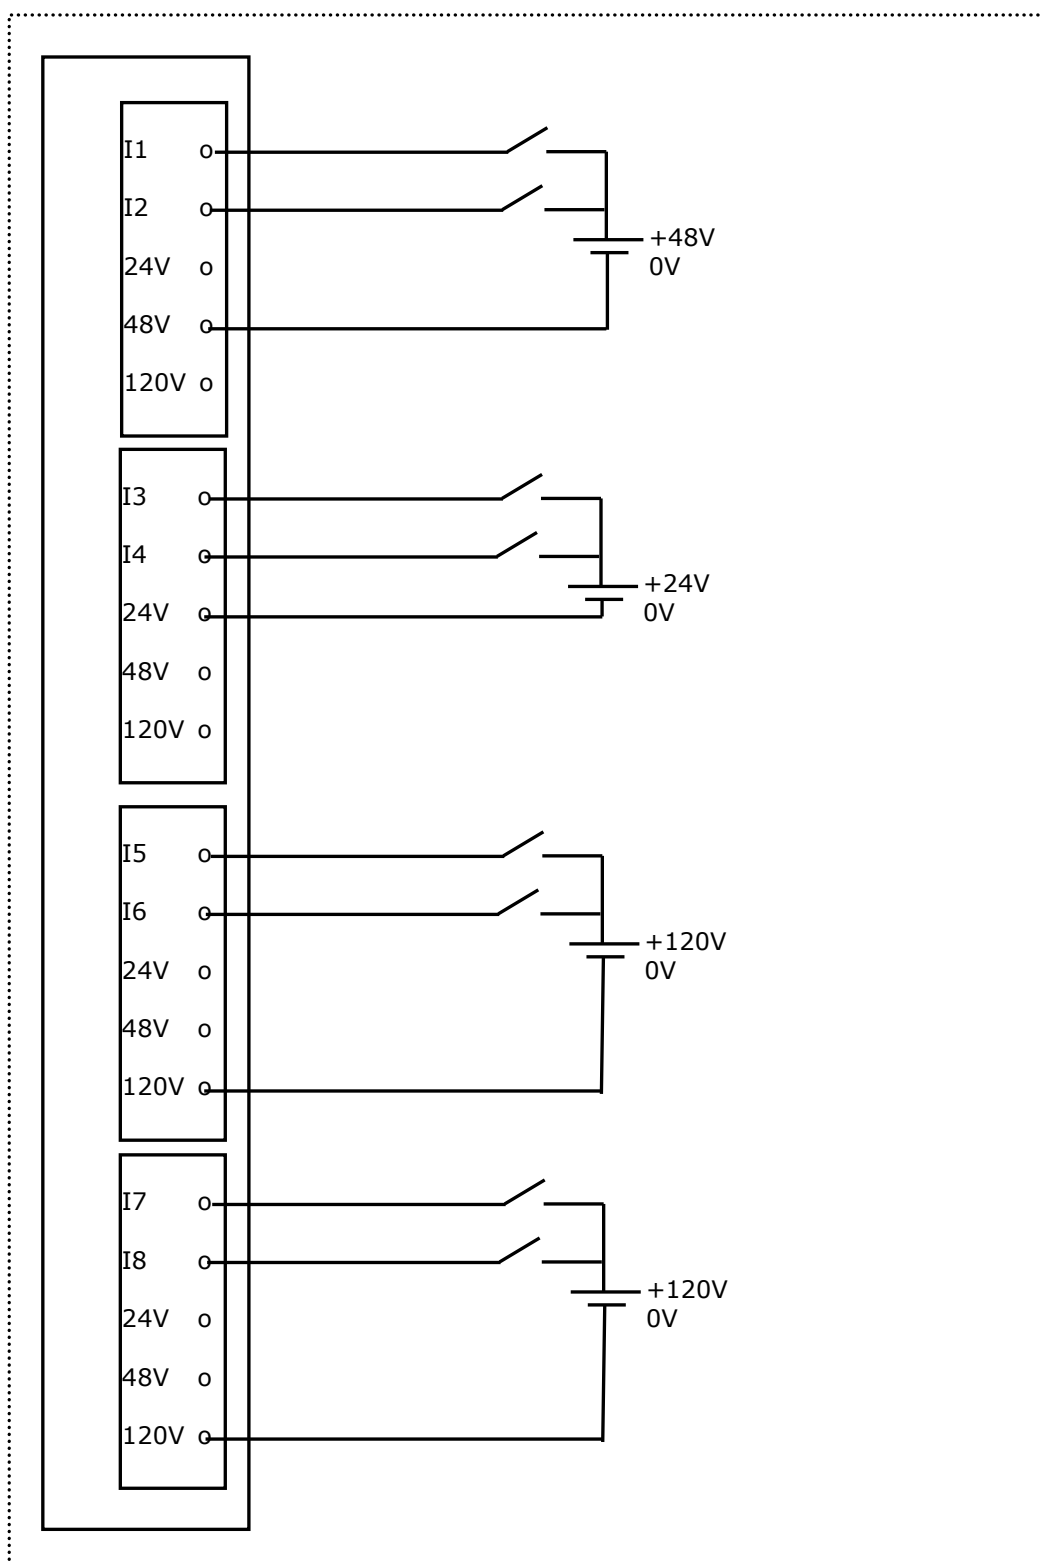 I1 o
I2 o
+48V
24V o
0V
48V o
120V o
I3 o
I4 o
+24V
24V o
0V
48V o
120V o
I5 o
I6 o
+120V
24V o
0V
48V o
120V o
I7 o
I8 o
+120V
24V o
0V
48V o
120V o